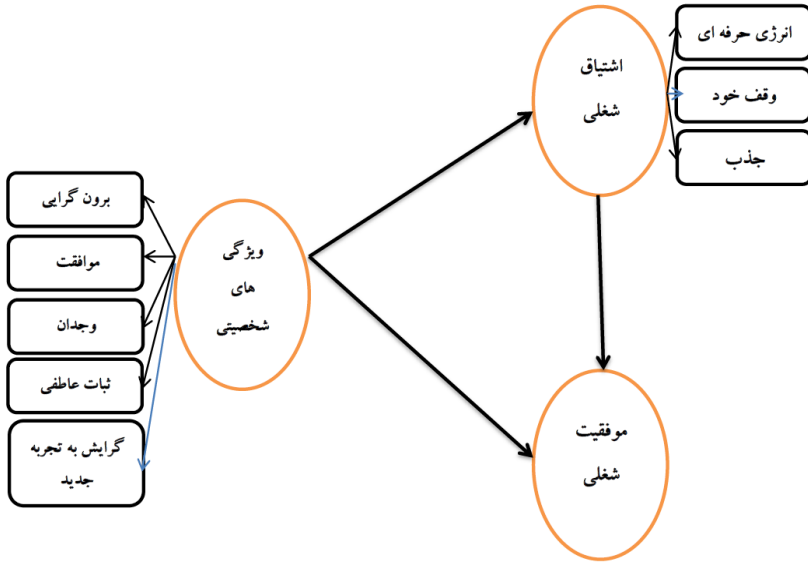 انرژی حرفه ای
وقف خود
جذب
اشتیاق
شغلی
برون گرایی
موافقت
وجدان
ثبات عاطفی
گرایش به تجربه
جدید
ویژگی
های
شخصیتی
موفقیت
شغلی